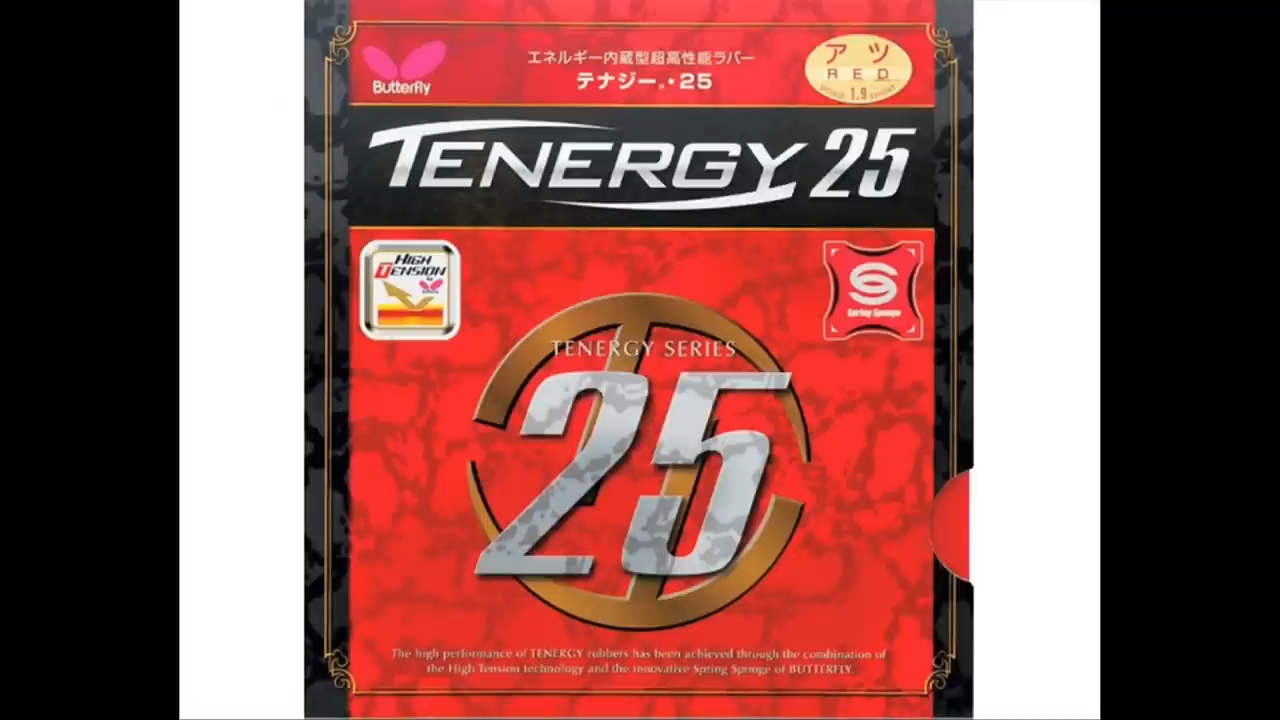 Butterfly
エネルギー内蔵型超高性能ラバー
テナジー®・25
アツ
RED
SPONGE 1.9
TENERGY 25
HIGH TENSION by Butterfly
Spring Sponge
TENERGY SERIES
25
The high performance of TENERGY rubbers has been achieved through the combination of
the High Tension technology and the innovative Spring Sponge of BUTTERFLY.